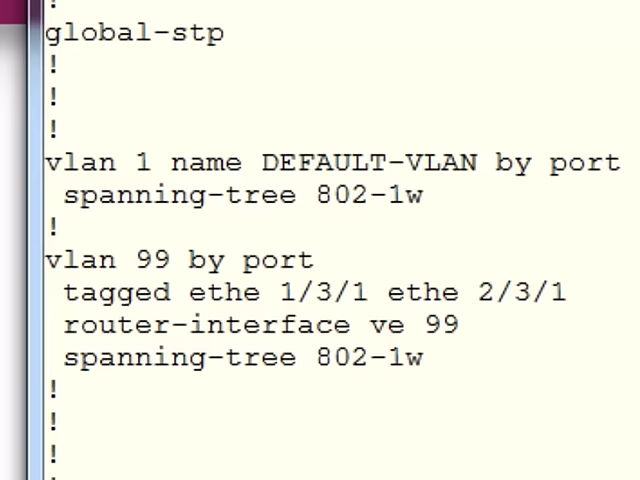 !
global-stp
!
!
!
vlan 1 name DEFAULT-VLAN by port
 spanning-tree 802-1w
!
vlan 99 by port
 tagged ethe 1/3/1 ethe 2/3/1
 router-interface ve 99
 spanning-tree 802-1w
!
!
!
!